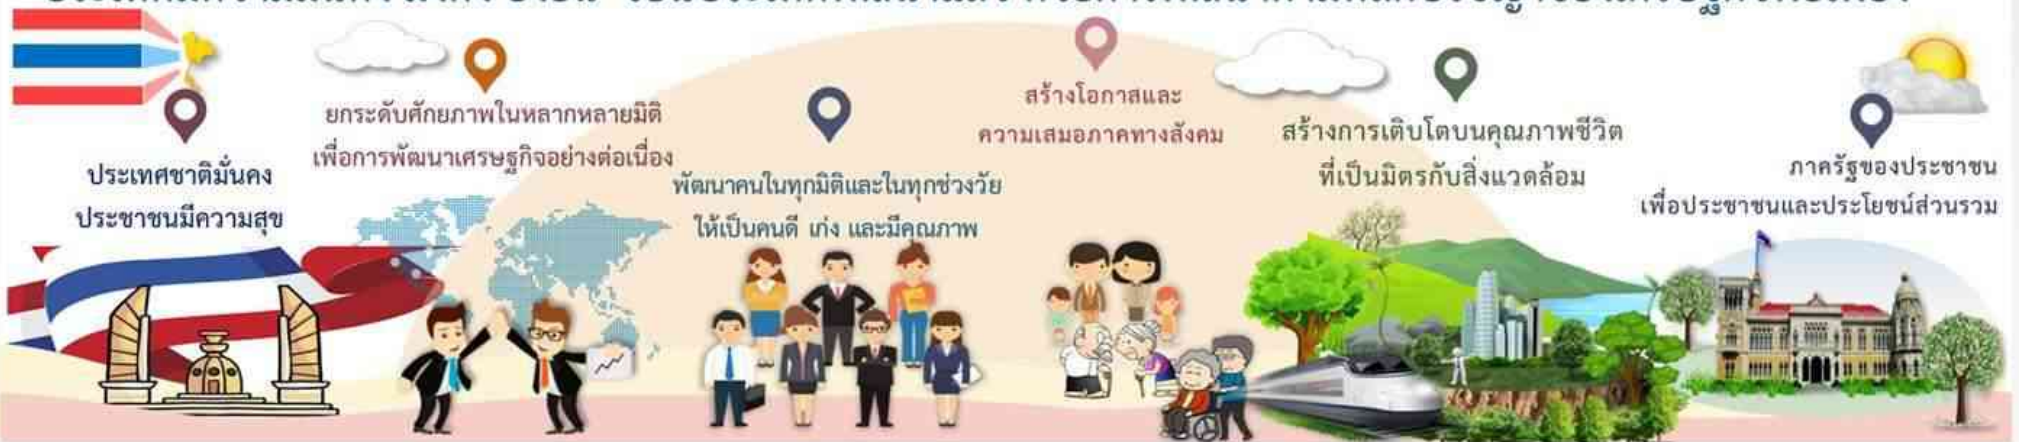 ประเทศชาติมั่นคง
ประชาชนมีความสุข
ยกระดับศักยภาพในหลากหลายมิติ
เพื่อการพัฒนาเศรษฐกิจอย่างต่อเนื่อง
พัฒนาคนในทุกมิติและในทุกช่วงวัย
ให้เป็นคนดี เก่ง และมีคุณภาพ
สร้างโอกาสและ
ความเสมอภาคทางสังคม
สร้างการเติบโตบนคุณภาพชีวิต
ที่เป็นมิตรกับสิ่งแวดล้อม
ภาครัฐของประชาชน
เพื่อประชาชนและประโยชน์ส่วนรวม